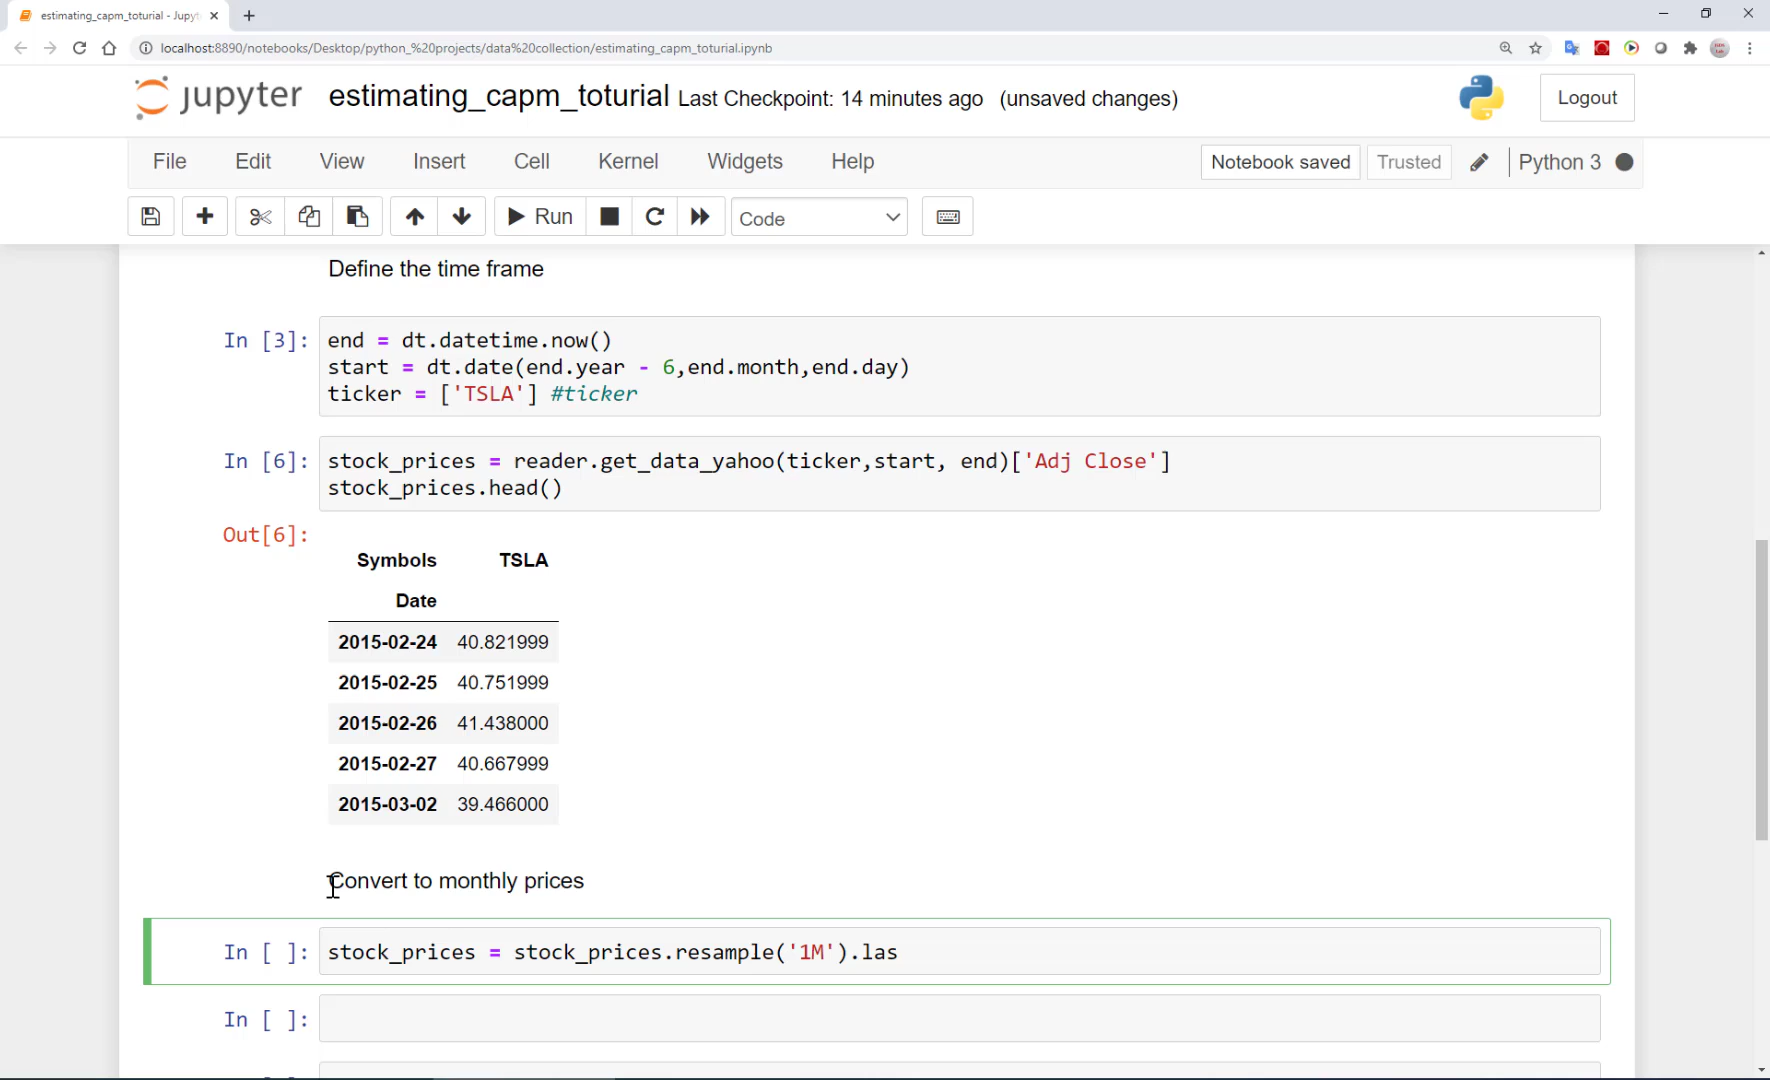 estimating_capm_toturial - Jupyt
localhost:8890/notebooks/Desktop/python_%20projects/data%20collection/estimating_capm_toturial.ipynb
jupyter estimating_capm_toturial Last Checkpoint: 14 minutes ago (unsaved changes)
Logout
File Edit View Insert Cell Kernel Widgets Help
Notebook saved Trusted Python 3
Run Code
Define the time frame
In [3]: end = dt.datetime.now()
start = dt.date(end.year - 6,end.month,end.day)
ticker = ['TSLA'] #ticker
In [6]: stock_prices = reader.get_data_yahoo(ticker,start, end)['Adj Close']
stock_prices.head()
Out[6]:
Symbols TSLA
Date
2015-02-24 40.821999
2015-02-25 40.751999
2015-02-26 41.438000
2015-02-27 40.667999
2015-03-02 39.466000
Convert to monthly prices
In [ ]: stock_prices = stock_prices.resample('1M').las
In [ ]: